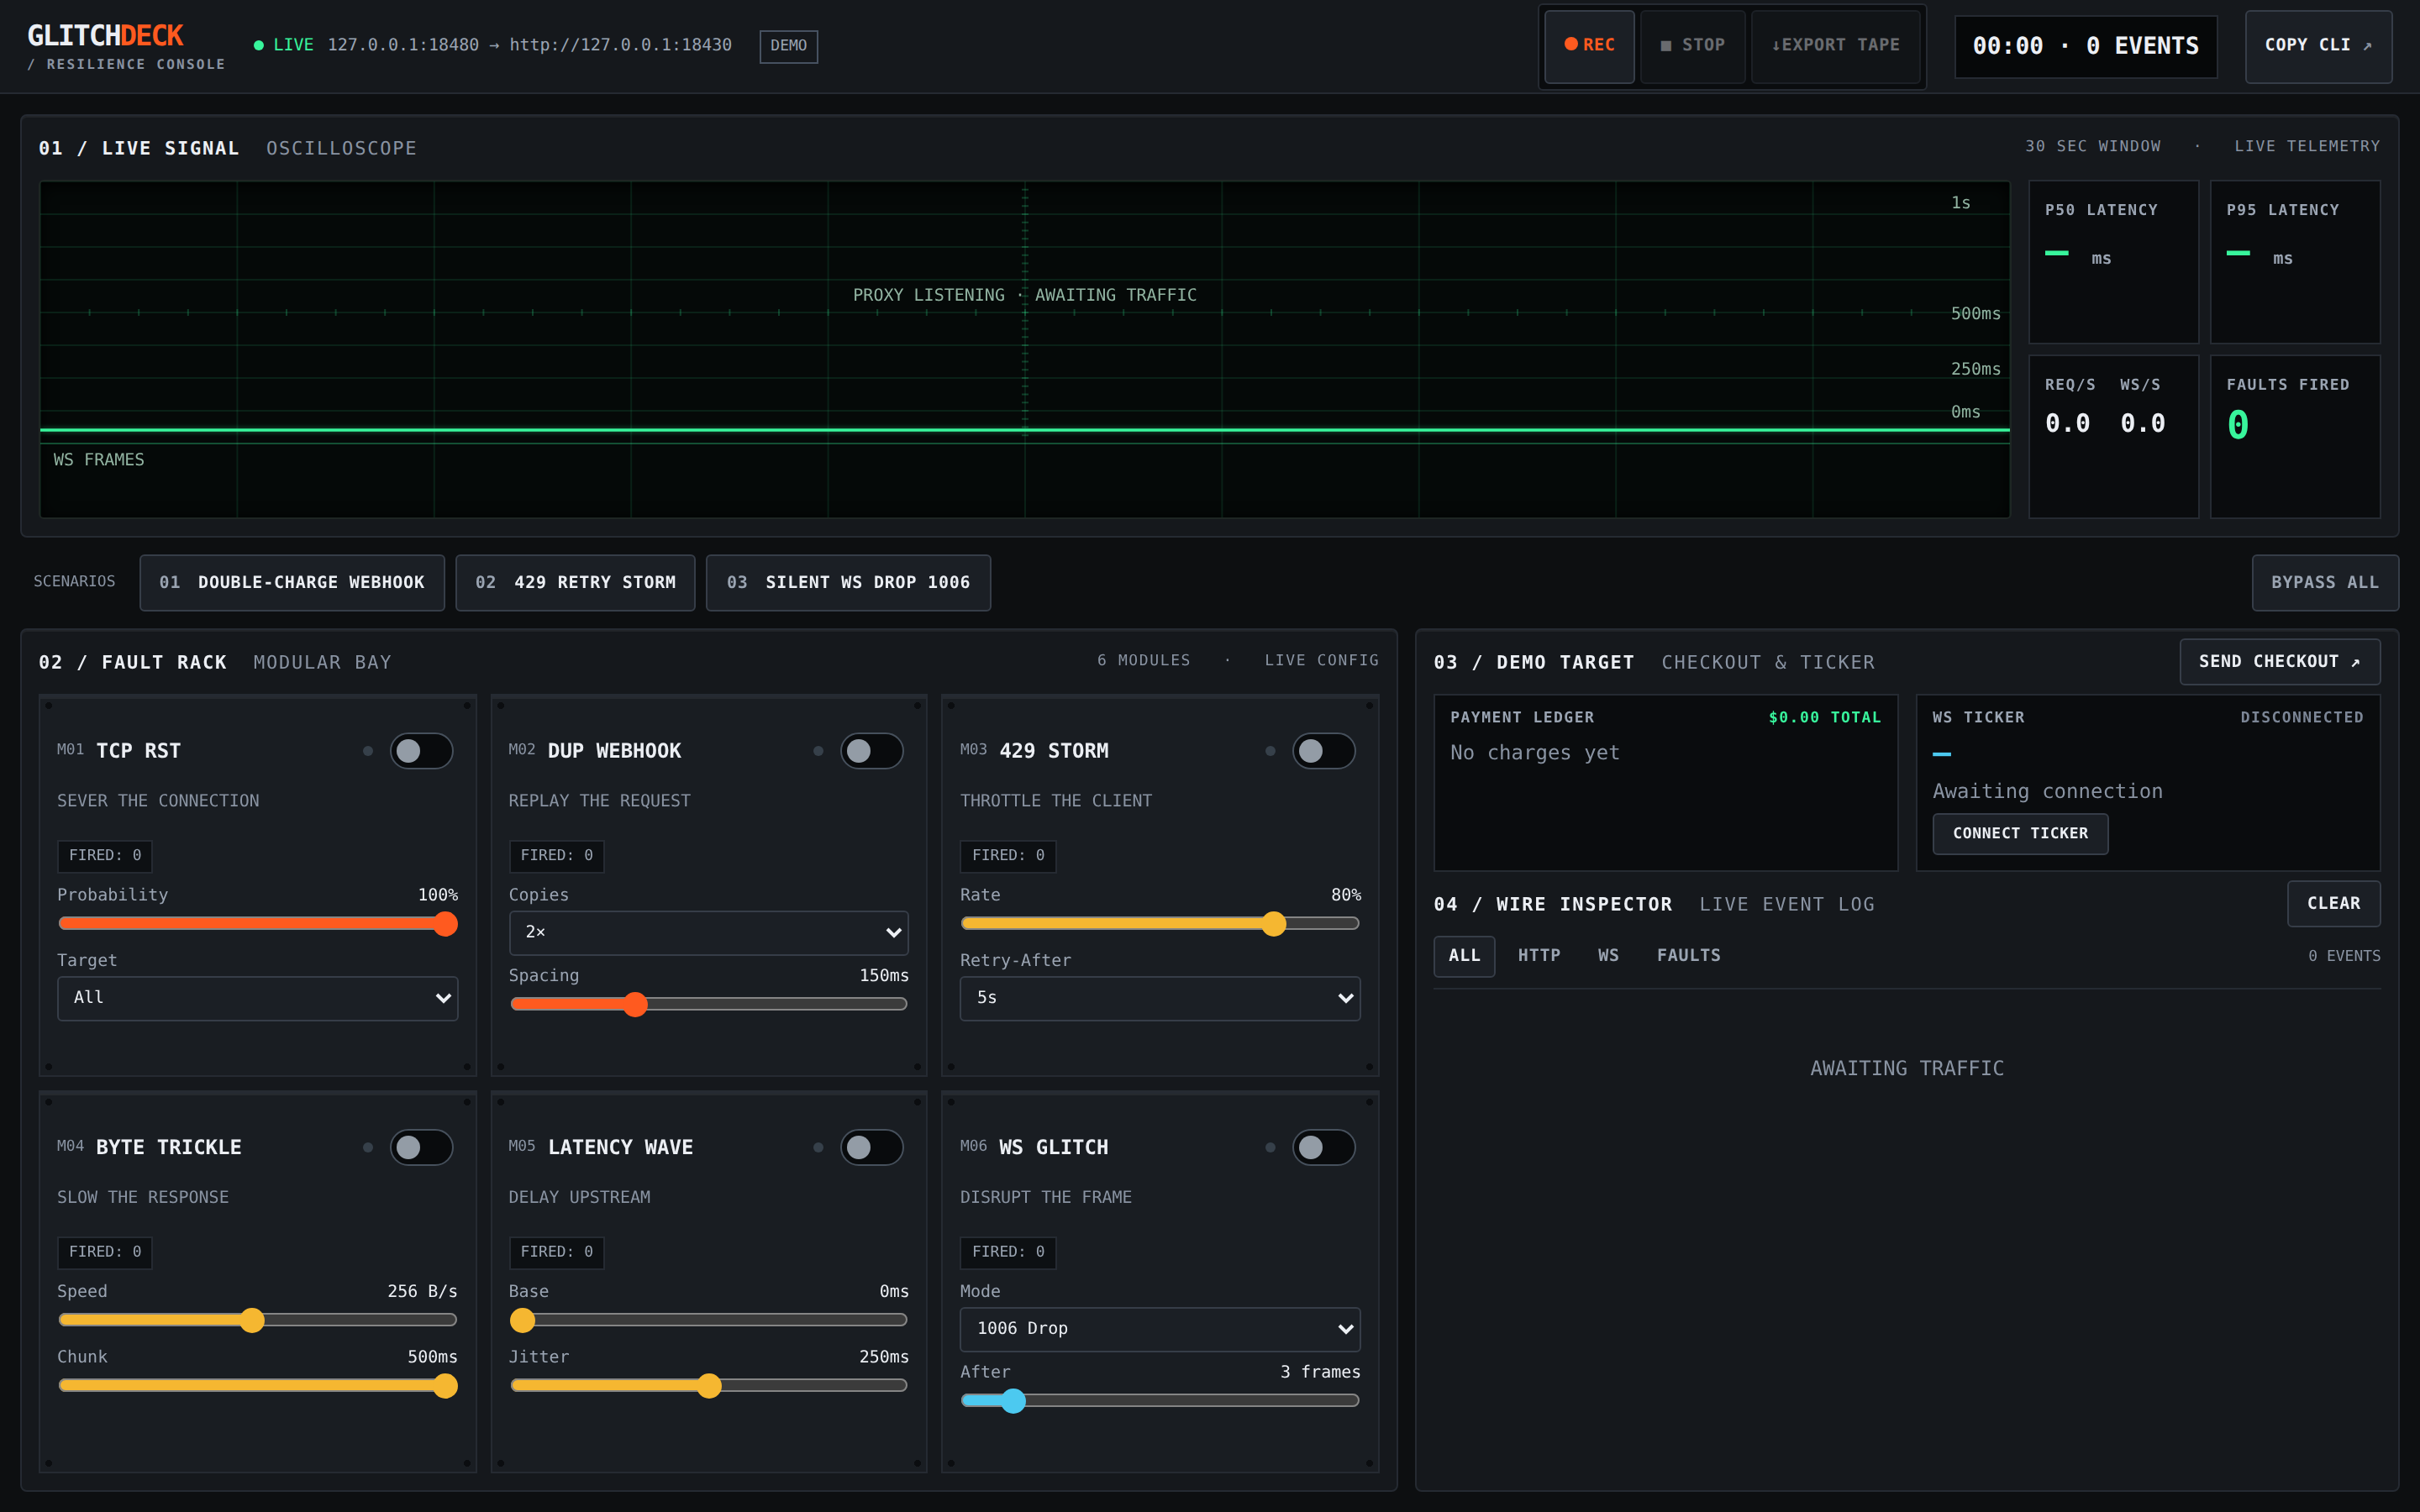 GLITCHDECK
/ RESILIENCE CONSOLE
LIVE 127.0.0.1:18480 → http://127.0.0.1:18430
DEMO
REC
■ STOP
↓EXPORT TAPE
00:00 · 0 EVENTS
COPY CLI ↗
01 / LIVE SIGNAL OSCILLOSCOPE
30 SEC WINDOW · LIVE TELEMETRY
1s
PROXY LISTENING · AWAITING TRAFFIC
500ms
250ms
0ms
WS FRAMES
P50 LATENCY
— ms
P95 LATENCY
— ms
REQ/S WS/S
0.0 0.0
FAULTS FIRED
0
SCENARIOS
01 DOUBLE-CHARGE WEBHOOK
02 429 RETRY STORM
03 SILENT WS DROP 1006
BYPASS ALL
02 / FAULT RACK MODULAR BAY
6 MODULES · LIVE CONFIG
M01 TCP RST
SEVER THE CONNECTION
FIRED: 0
Probability 100%
Target
All
M02 DUP WEBHOOK
REPLAY THE REQUEST
FIRED: 0
Copies
2×
Spacing 150ms
M03 429 STORM
THROTTLE THE CLIENT
FIRED: 0
Rate 80%
Retry-After
5s
M04 BYTE TRICKLE
SLOW THE RESPONSE
FIRED: 0
Speed 256 B/s
Chunk 500ms
M05 LATENCY WAVE
DELAY UPSTREAM
FIRED: 0
Base 0ms
Jitter 250ms
M06 WS GLITCH
DISRUPT THE FRAME
FIRED: 0
Mode
1006 Drop
After 3 frames
03 / DEMO TARGET CHECKOUT & TICKER
SEND CHECKOUT ↗
PAYMENT LEDGER $0.00 TOTAL
No charges yet
WS TICKER DISCONNECTED
—
Awaiting connection
CONNECT TICKER
04 / WIRE INSPECTOR LIVE EVENT LOG
CLEAR
ALL HTTP WS FAULTS
0 EVENTS
AWAITING TRAFFIC